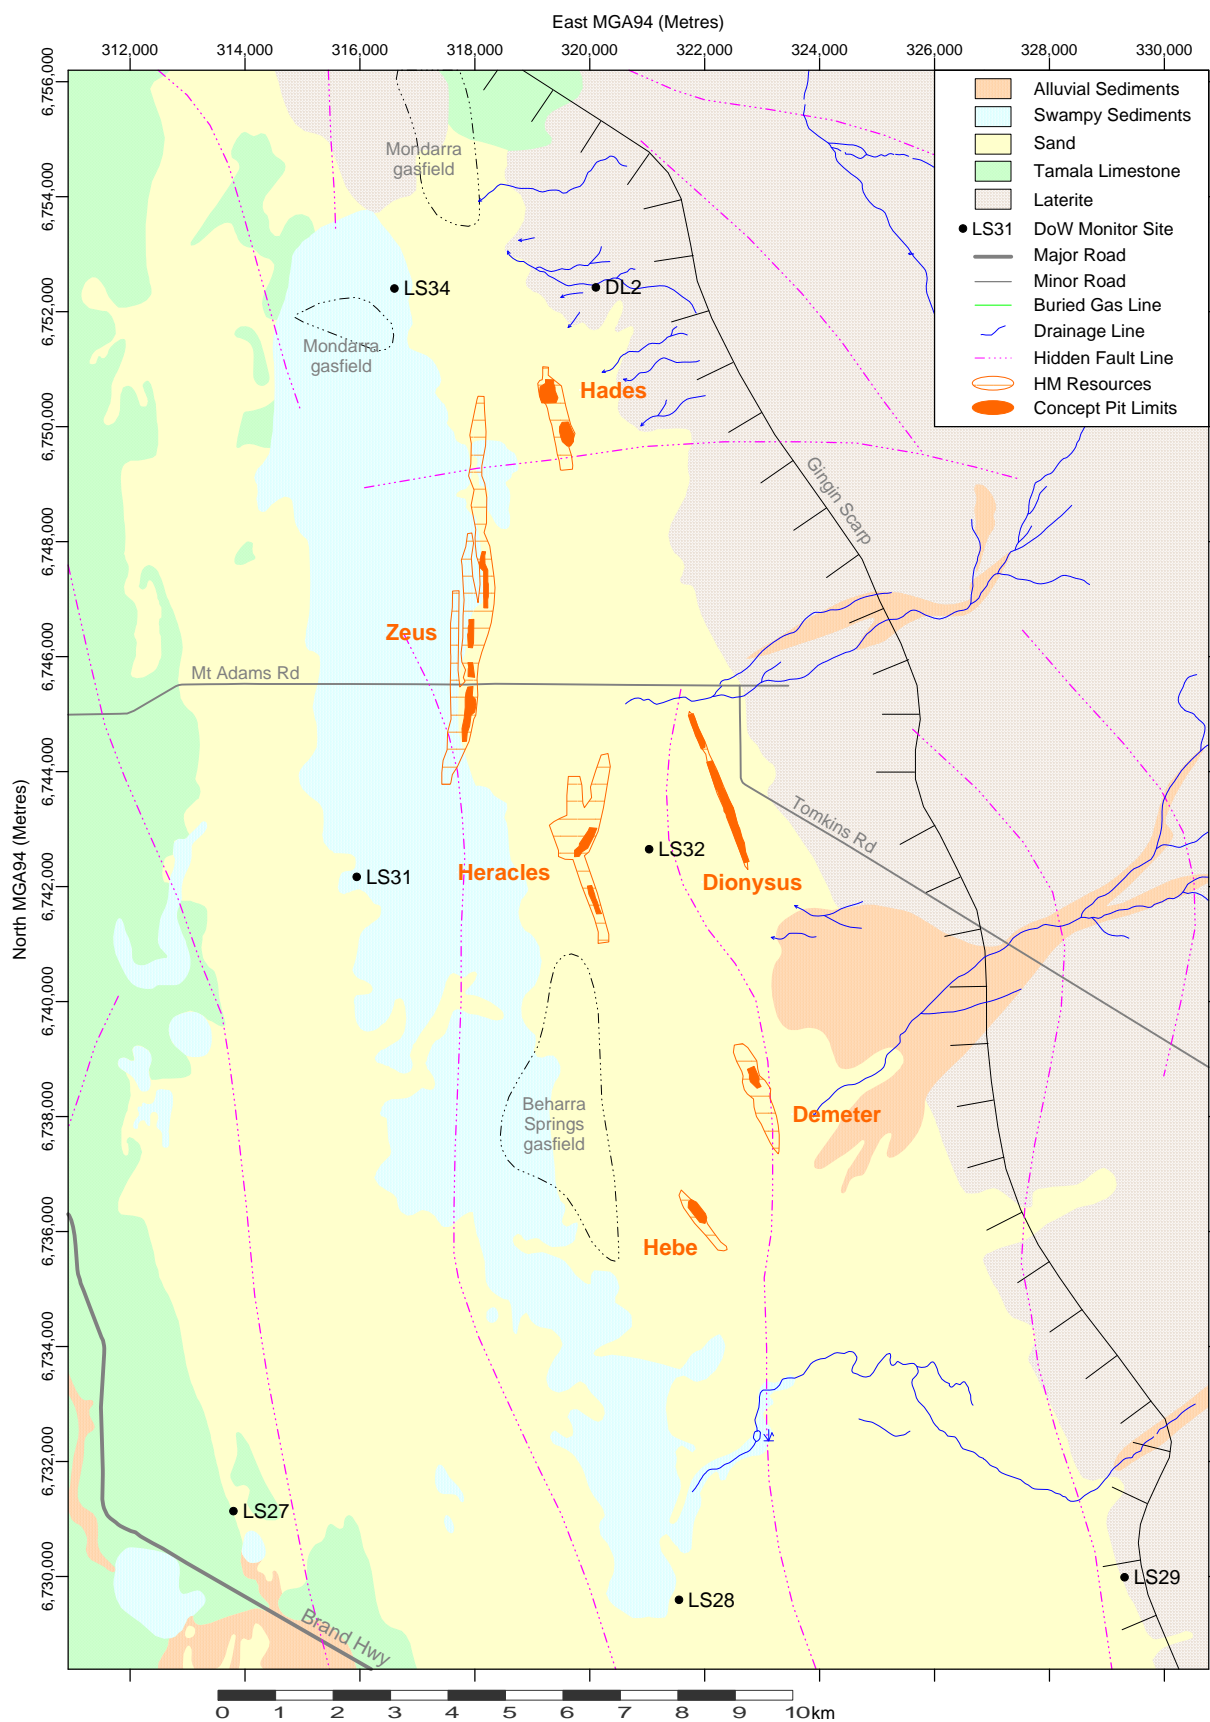 East MGA94 (Metres)
312,000
314,000
316,000
318,000
320,000
322,000
324,000
326,000
328,000
330,000
North MGA94 (Metres)
6,756,000
6,754,000
6,752,000
6,750,000
6,748,000
6,746,000
6,744,000
6,742,000
6,740,000
6,738,000
6,736,000
6,734,000
6,732,000
6,730,000
Alluvial Sediments
Swampy Sediments
Sand
Tamala Limestone
Laterite
LS31 DoW Monitor Site
Major Road
Minor Road
Buried Gas Line
Drainage Line
Hidden Fault Line
HM Resources
Concept Pit Limits
Mondarra
gasfield
LS34
DL2
Mondarra
gasfield
Hades
Gingin Scarp
Zeus
Mt Adams Rd
Tomkins Rd
LS32
Heracles
LS31
Dionysus
Beharra
Springs
gasfield
Demeter
Hebe
LS27
LS29
LS28
Brand Hwy
0 1 2 3 4 5 6 7 8 9 10km